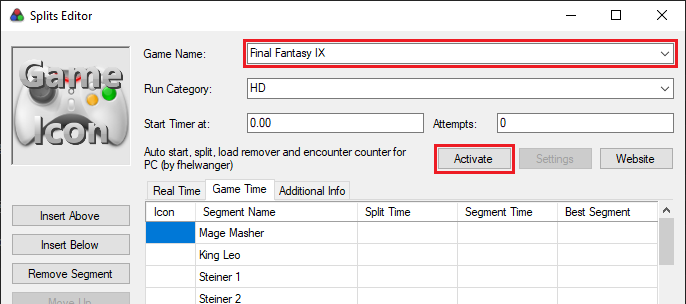 Splits Editor
Game Icon
Game Name: Final Fantasy IX
Run Category: HD
Start Timer at: 0.00 Attempts: 0
Auto start, split, load remover and encounter counter for
PC (by fhelwanger)
Activate Settings Website
Real Time Game Time Additional Info
Icon Segment Name Split Time Segment Time Best Segment
Insert Above
Mage Masher
Insert Below
King Leo
Remove Segment
Steiner 1
Move Up
Steiner 2